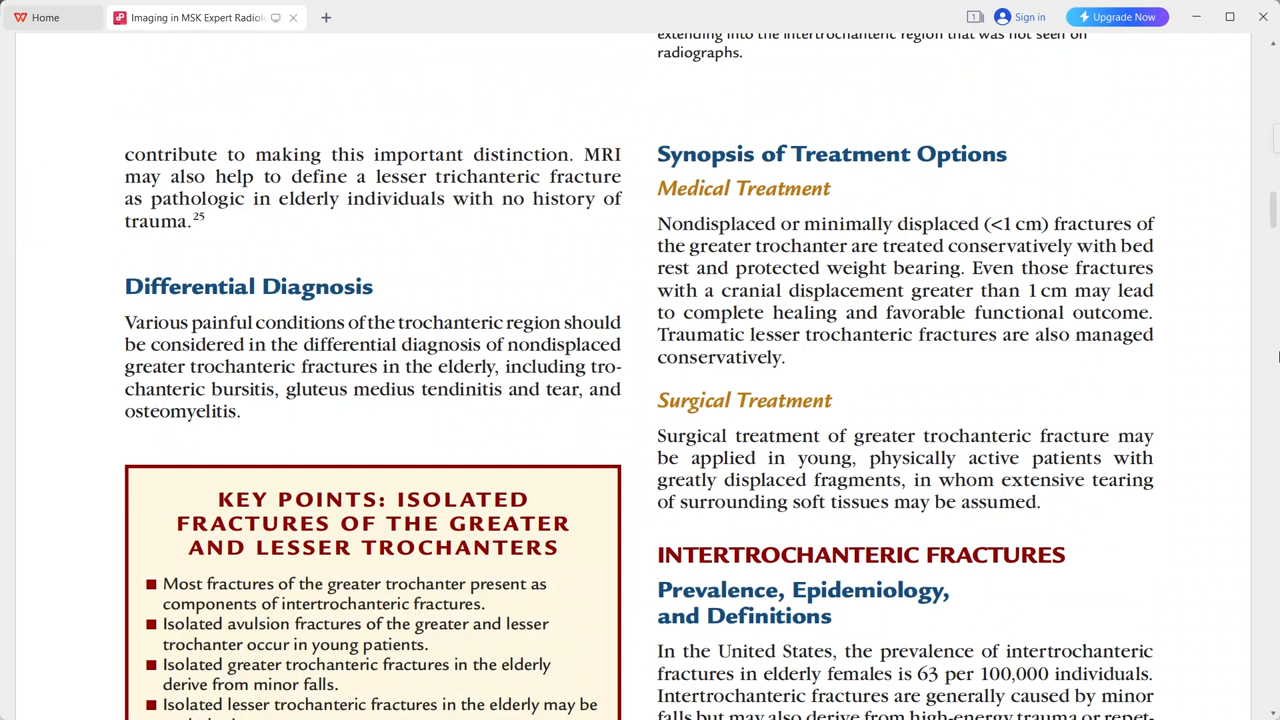 Home
Imaging in MSK Expert Radiol
1
Sign in
Upgrade Now
contribute to making this important distinction. MRI
may also help to define a lesser trichanteric fracture
as pathologic in elderly individuals with no history of
trauma.25
Differential Diagnosis
Various painful conditions of the trochanteric region should
be considered in the differential diagnosis of nondisplaced
greater trochanteric fractures in the elderly, including tro-
chanteric bursitis, gluteus medius tendinitis and tear, and
osteomyelitis.
KEY POINTS: ISOLATED
FRACTURES OF THE GREATER
AND LESSER TROCHANTERS
■ Most fractures of the greater trochanter present as
components of intertrochanteric fractures.
■ Isolated avulsion fractures of the greater and lesser
trochanter occur in young patients.
■ Isolated greater trochanteric fractures in the elderly
derive from minor falls.
■ Isolated lesser trochanteric fractures in the elderly may be
extending into the intertrochanteric region that was not seen on
radiographs.
Synopsis of Treatment Options
Medical Treatment
Nondisplaced or minimally displaced (<1 cm) fractures of
the greater trochanter are treated conservatively with bed
rest and protected weight bearing. Even those fractures
with a cranial displacement greater than 1 cm may lead
to complete healing and favorable functional outcome.
Traumatic lesser trochanteric fractures are also managed
conservatively.
Surgical Treatment
Surgical treatment of greater trochanteric fracture may
be applied in young, physically active patients with
greatly displaced fragments, in whom extensive tearing
of surrounding soft tissues may be assumed.
INTERTROCHANTERIC FRACTURES
Prevalence, Epidemiology,
and Definitions
In the United States, the prevalence of intertrochanteric
fractures in elderly females is 63 per 100,000 individuals.
Intertrochanteric fractures are generally caused by minor
falls but may also derive from high-energy trauma or repet-